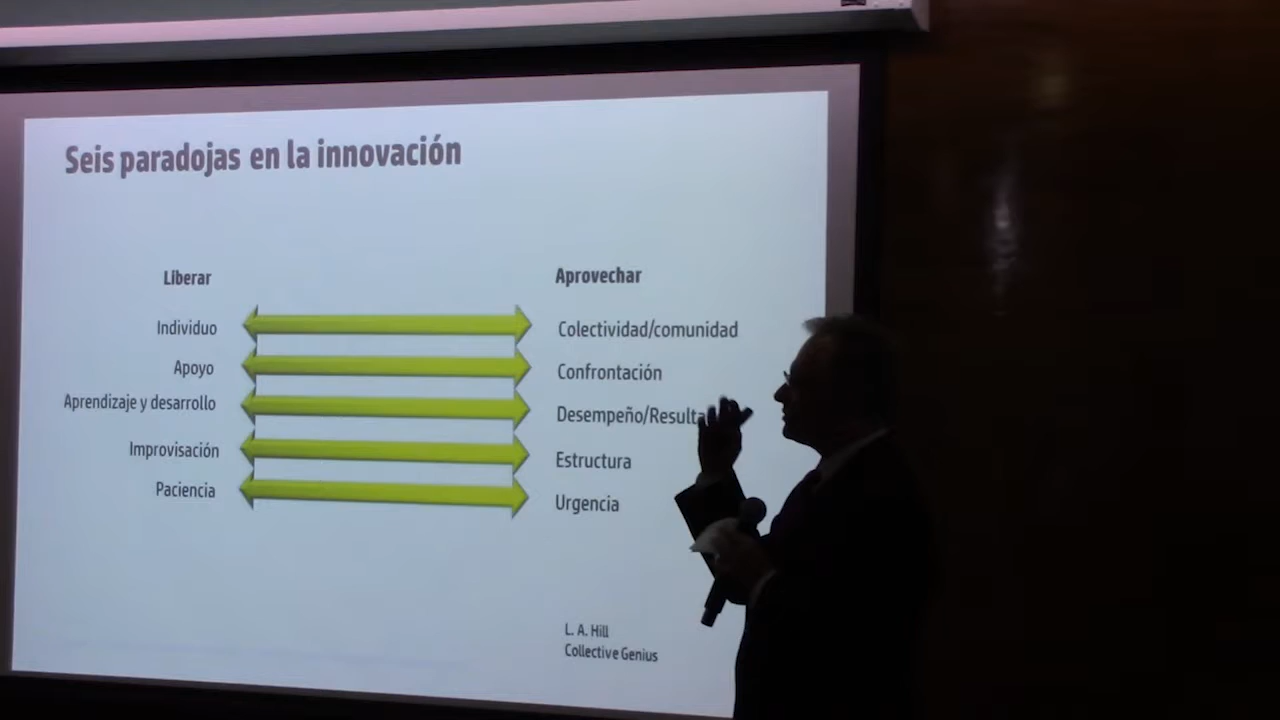 Seis paradojas en la innovación
Liberar Aprovechar
Individuo Colectividad/comunidad
Apoyo Confrontación
Aprendizaje y desarrollo Desempeño/
Improvisación Estructura
Paciencia Urgencia
L. A. Hill
Collective Genius